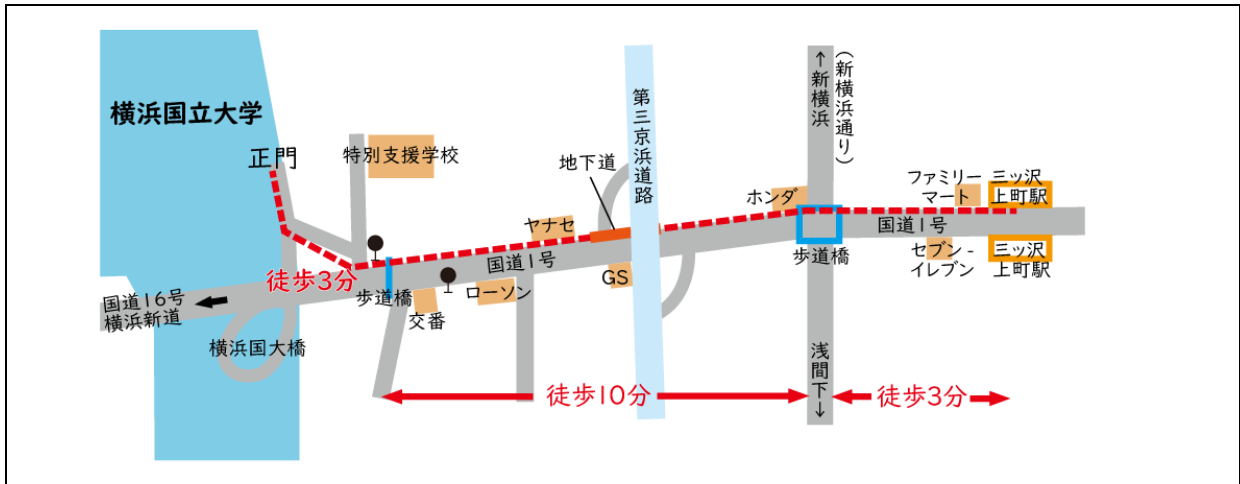 横浜国立大学
正門
特別支援学校
徒歩3分
国道16号
横浜新道
横浜国大橋
歩道橋
交番
ローソン
国道1号
ヤナセ
地下道
GS
第三京浜道路
ホンダ
↑新横浜
(新横浜通り)
歩道橋
国道1号
ファミリー
マート
三ッ沢
上町駅
セブン-
イレブン
三ッ沢
上町駅
浅間下↓
徒歩10分
徒歩3分